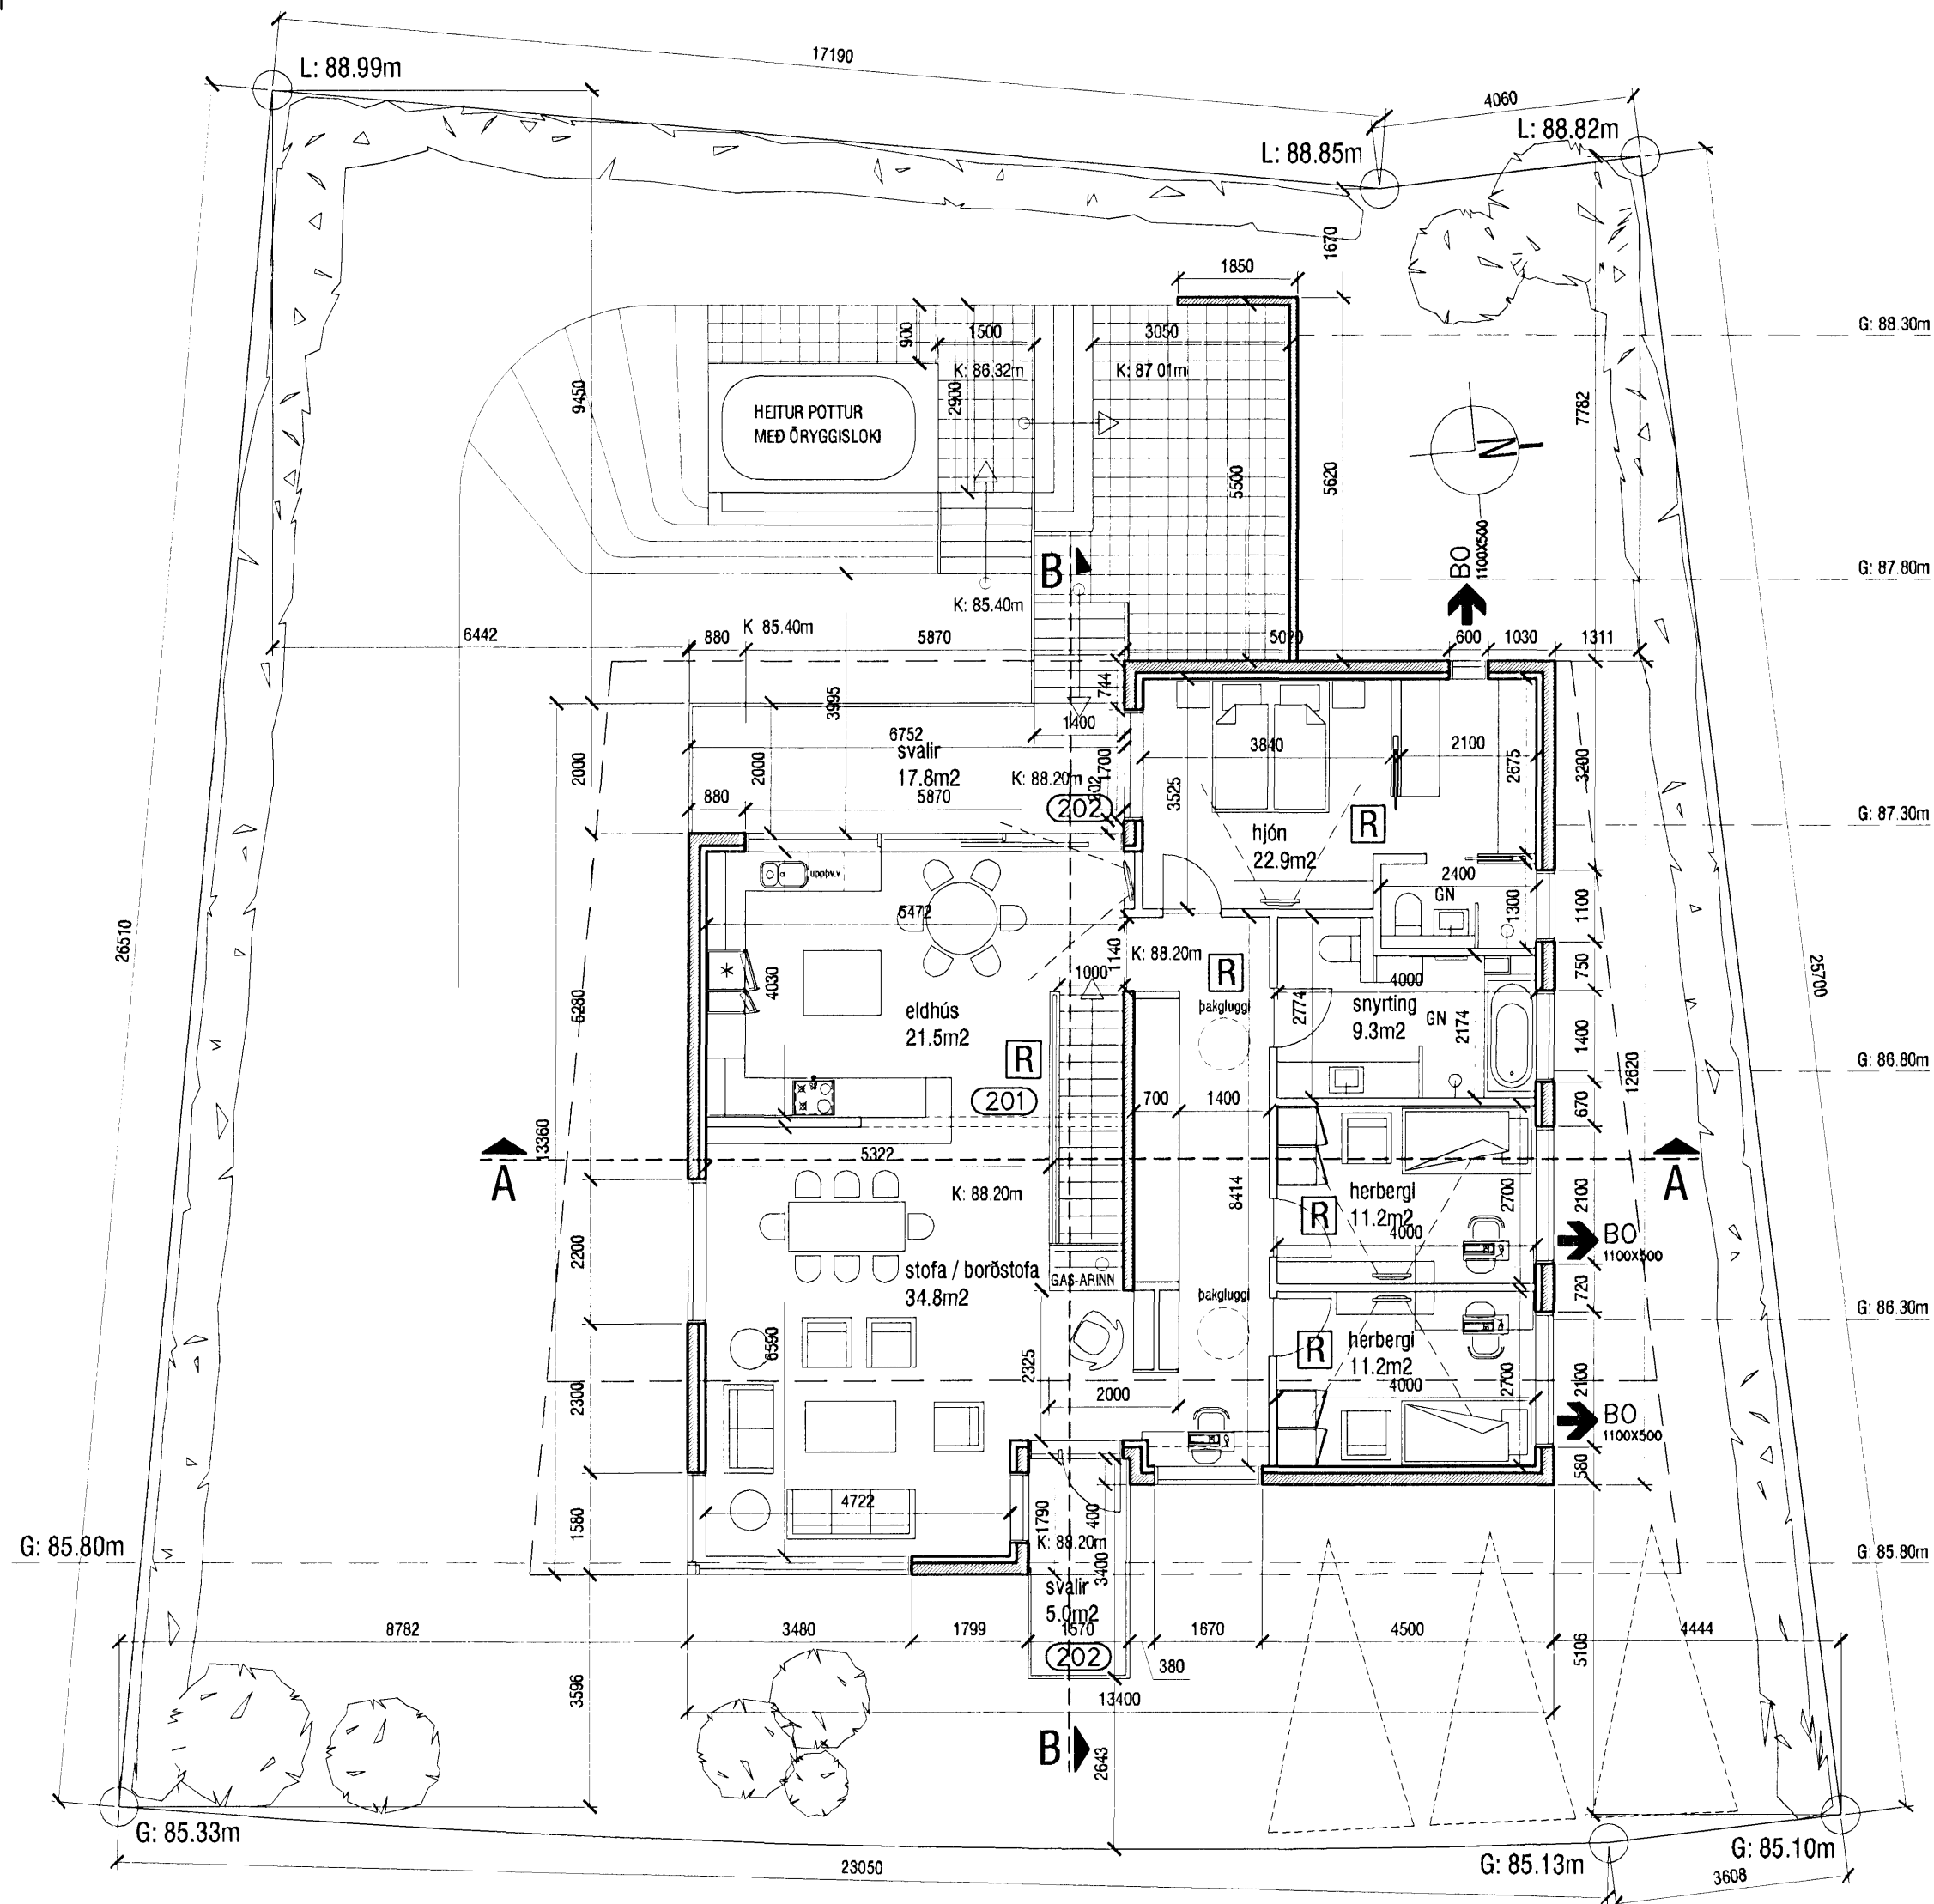 17190
L: 88.99m
4060
L: 88.82m
L: 88.85m
1670
1850
G: 88.30m
900
1500
3050
K: 86.32m
K: 87.01m
9450
2900
7782
HEITUR POTTUR
MEÐ ÖRYGGISLOKI
N
5500
5620
BO
1100X500
B
G: 87.80m
K: 85.40m
K: 85.40m
6442
880
5870
5020
600
1030
1311
3995
744
1400
6752
svalir
17.8m2
2000
2000
K: 88.20m
1700
202
880
5870
3840
2100
2675
3200
3525
R
hjón
22.9m2
G: 87.30m
uppþv.v
2400
GN
1300
1100
5472
26510
1140
K: 88.20m
R
750
25700
4030
1000
4000
5280
eldhús
21.5m2
þakgluggi
2774
snyrting
9.3m2
GN
2174
1400
R
201
12620
G: 86.80m
700
1400
670
13360
A
5322
A
K: 88.20m
8414
herbergi
11.2m2
R
2700
2100
4000
BO
1100X500
2200
stofa / borðstofa
34.8m2
GAS-ARINN
720
þakgluggi
G: 86.30m
6590
2325
R
herbergi
11.2m2
2300
2000
4000
2700
2100
BO
1100X500
580
4722
1580
1790
400
K: 88.20m
3400
G: 85.80m
G: 85.80m
svalir
5.0m2
8782
3480
1799
1570
1670
4500
4444
5106
202
380
3596
13400
B
2643
G: 85.33m
G: 85.13m
G: 85.10m
23050
3608